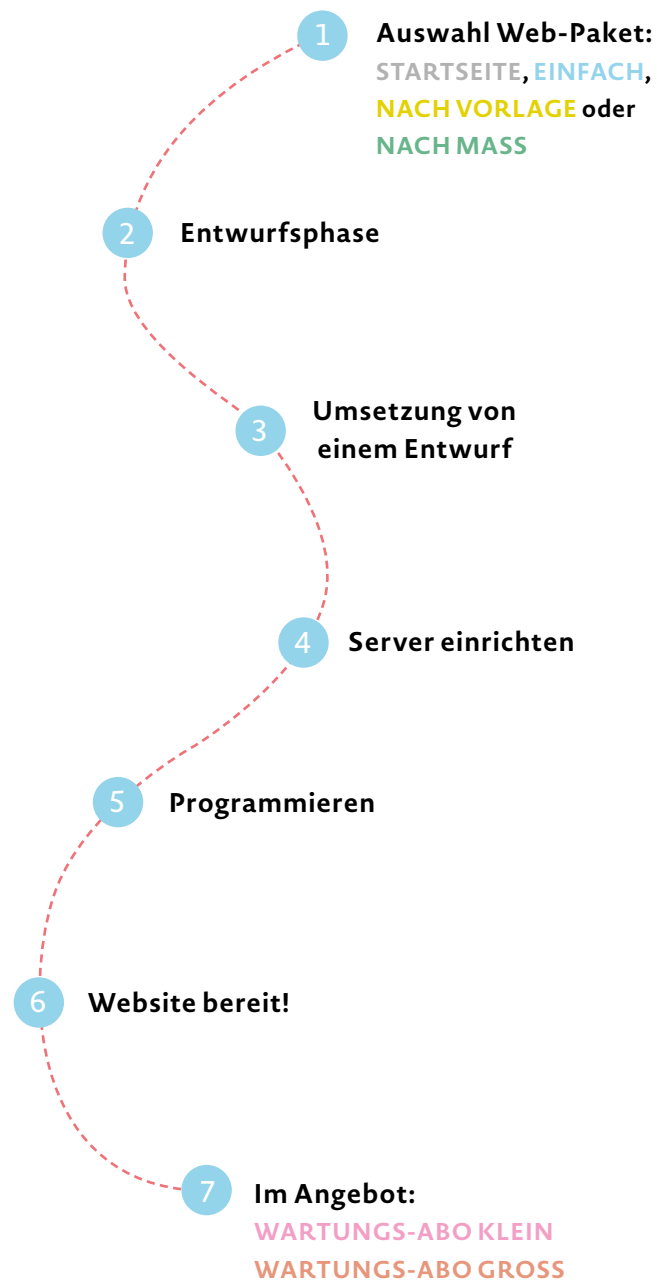 1
Auswahl Web-Paket:
STARTSEITE, EINFACH,
NACH VORLAGE oder
NACH MASS
2
Entwurfsphase
3
Umsetzung von
einem Entwurf
4
Server einrichten
5
Programmieren
6
Website bereit!
7
Im Angebot:
WARTUNGS-ABO KLEIN
WARTUNGS-ABO GROSS